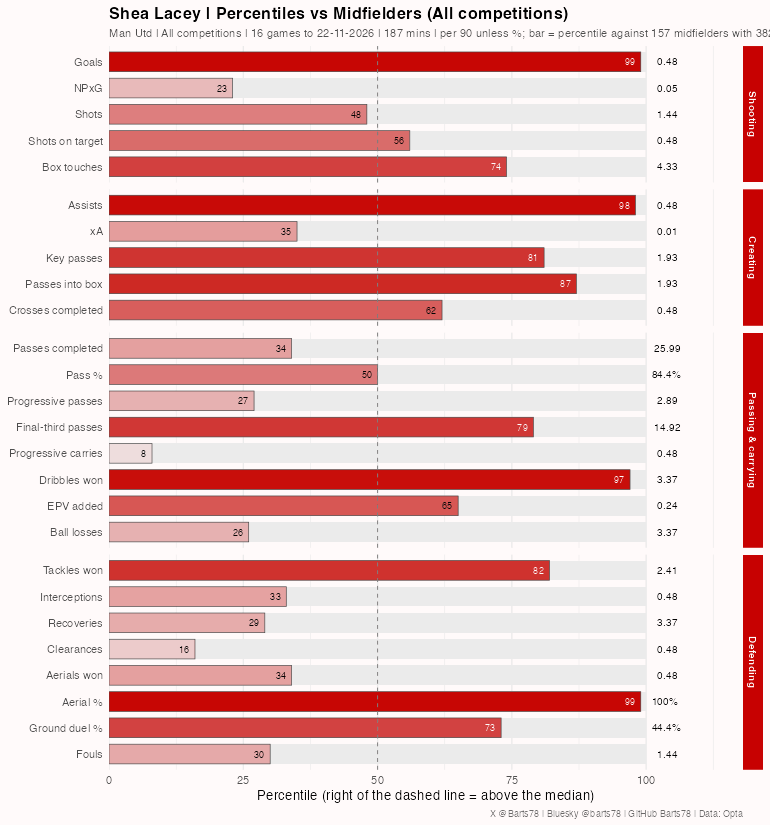 Shea Lacey | Percentiles vs Midfielders (All competitions)
Man Utd | All competitions | 16 games to 22-11-2026 | 187 mins | per 90 unless %; bar = percentile against 157 midfielders with 382
Goals 99 0.48
NPxG 23 0.05
Shots 48 1.44
Shots on target 56 0.48
Box touches 74 4.33
Shooting
Assists 98 0.48
xA 35 0.01
Key passes 81 1.93
Passes into box 87 1.93
Crosses completed 62 0.48
Creating
Passes completed 34 25.99
Pass % 50 84.4%
Progressive passes 27 2.89
Final-third passes 79 14.92
Progressive carries 8 0.48
Dribbles won 97 3.37
EPV added 65 0.24
Ball losses 26 3.37
Passing & carrying
Tackles won 82 2.41
Interceptions 33 0.48
Recoveries 29 3.37
Clearances 16 0.48
Aerials won 34 0.48
Aerial % 99 100%
Ground duel % 73 44.4%
Fouls 30 1.44
Defending
0 25 50 75 100
Percentile (right of the dashed line = above the median)
X @Barts78 | Bluesky @barts78 | GitHub Barts78 | Data: Opta